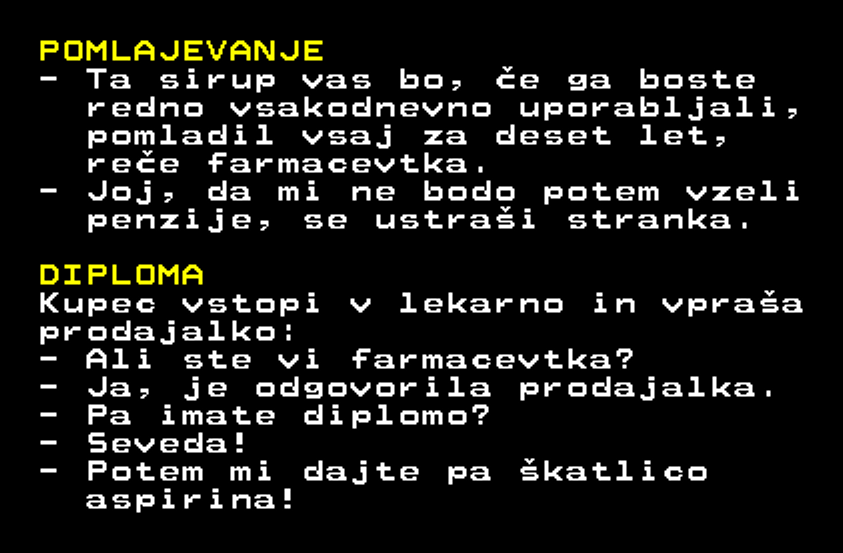 POMLAJEVANJE
- Ta sirup vas bo, če ga boste
redno vsakodnevno uporabljali,
pomladil vsaj za deset let,
reče farmacevtka.
- Joj, da mi ne bodo potem vzeli
penzije, se ustraši stranka.
DIPLOMA
Kupec vstopi v lekarno in vpraša
prodajalko:
- Ali ste vi farmacevtka?
- Ja, je odgovorila prodajalka.
- Pa imate diplomo?
- Seveda!
- Potem mi dajte pa škatlico
aspirina!